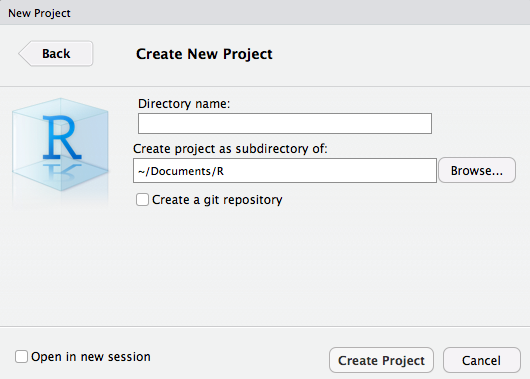 New Project
Back
Create New Project
R
Directory name:
Create project as subdirectory of:
~/Documents/R
Browse...
Create a git repository
Open in new session
Create Project
Cancel